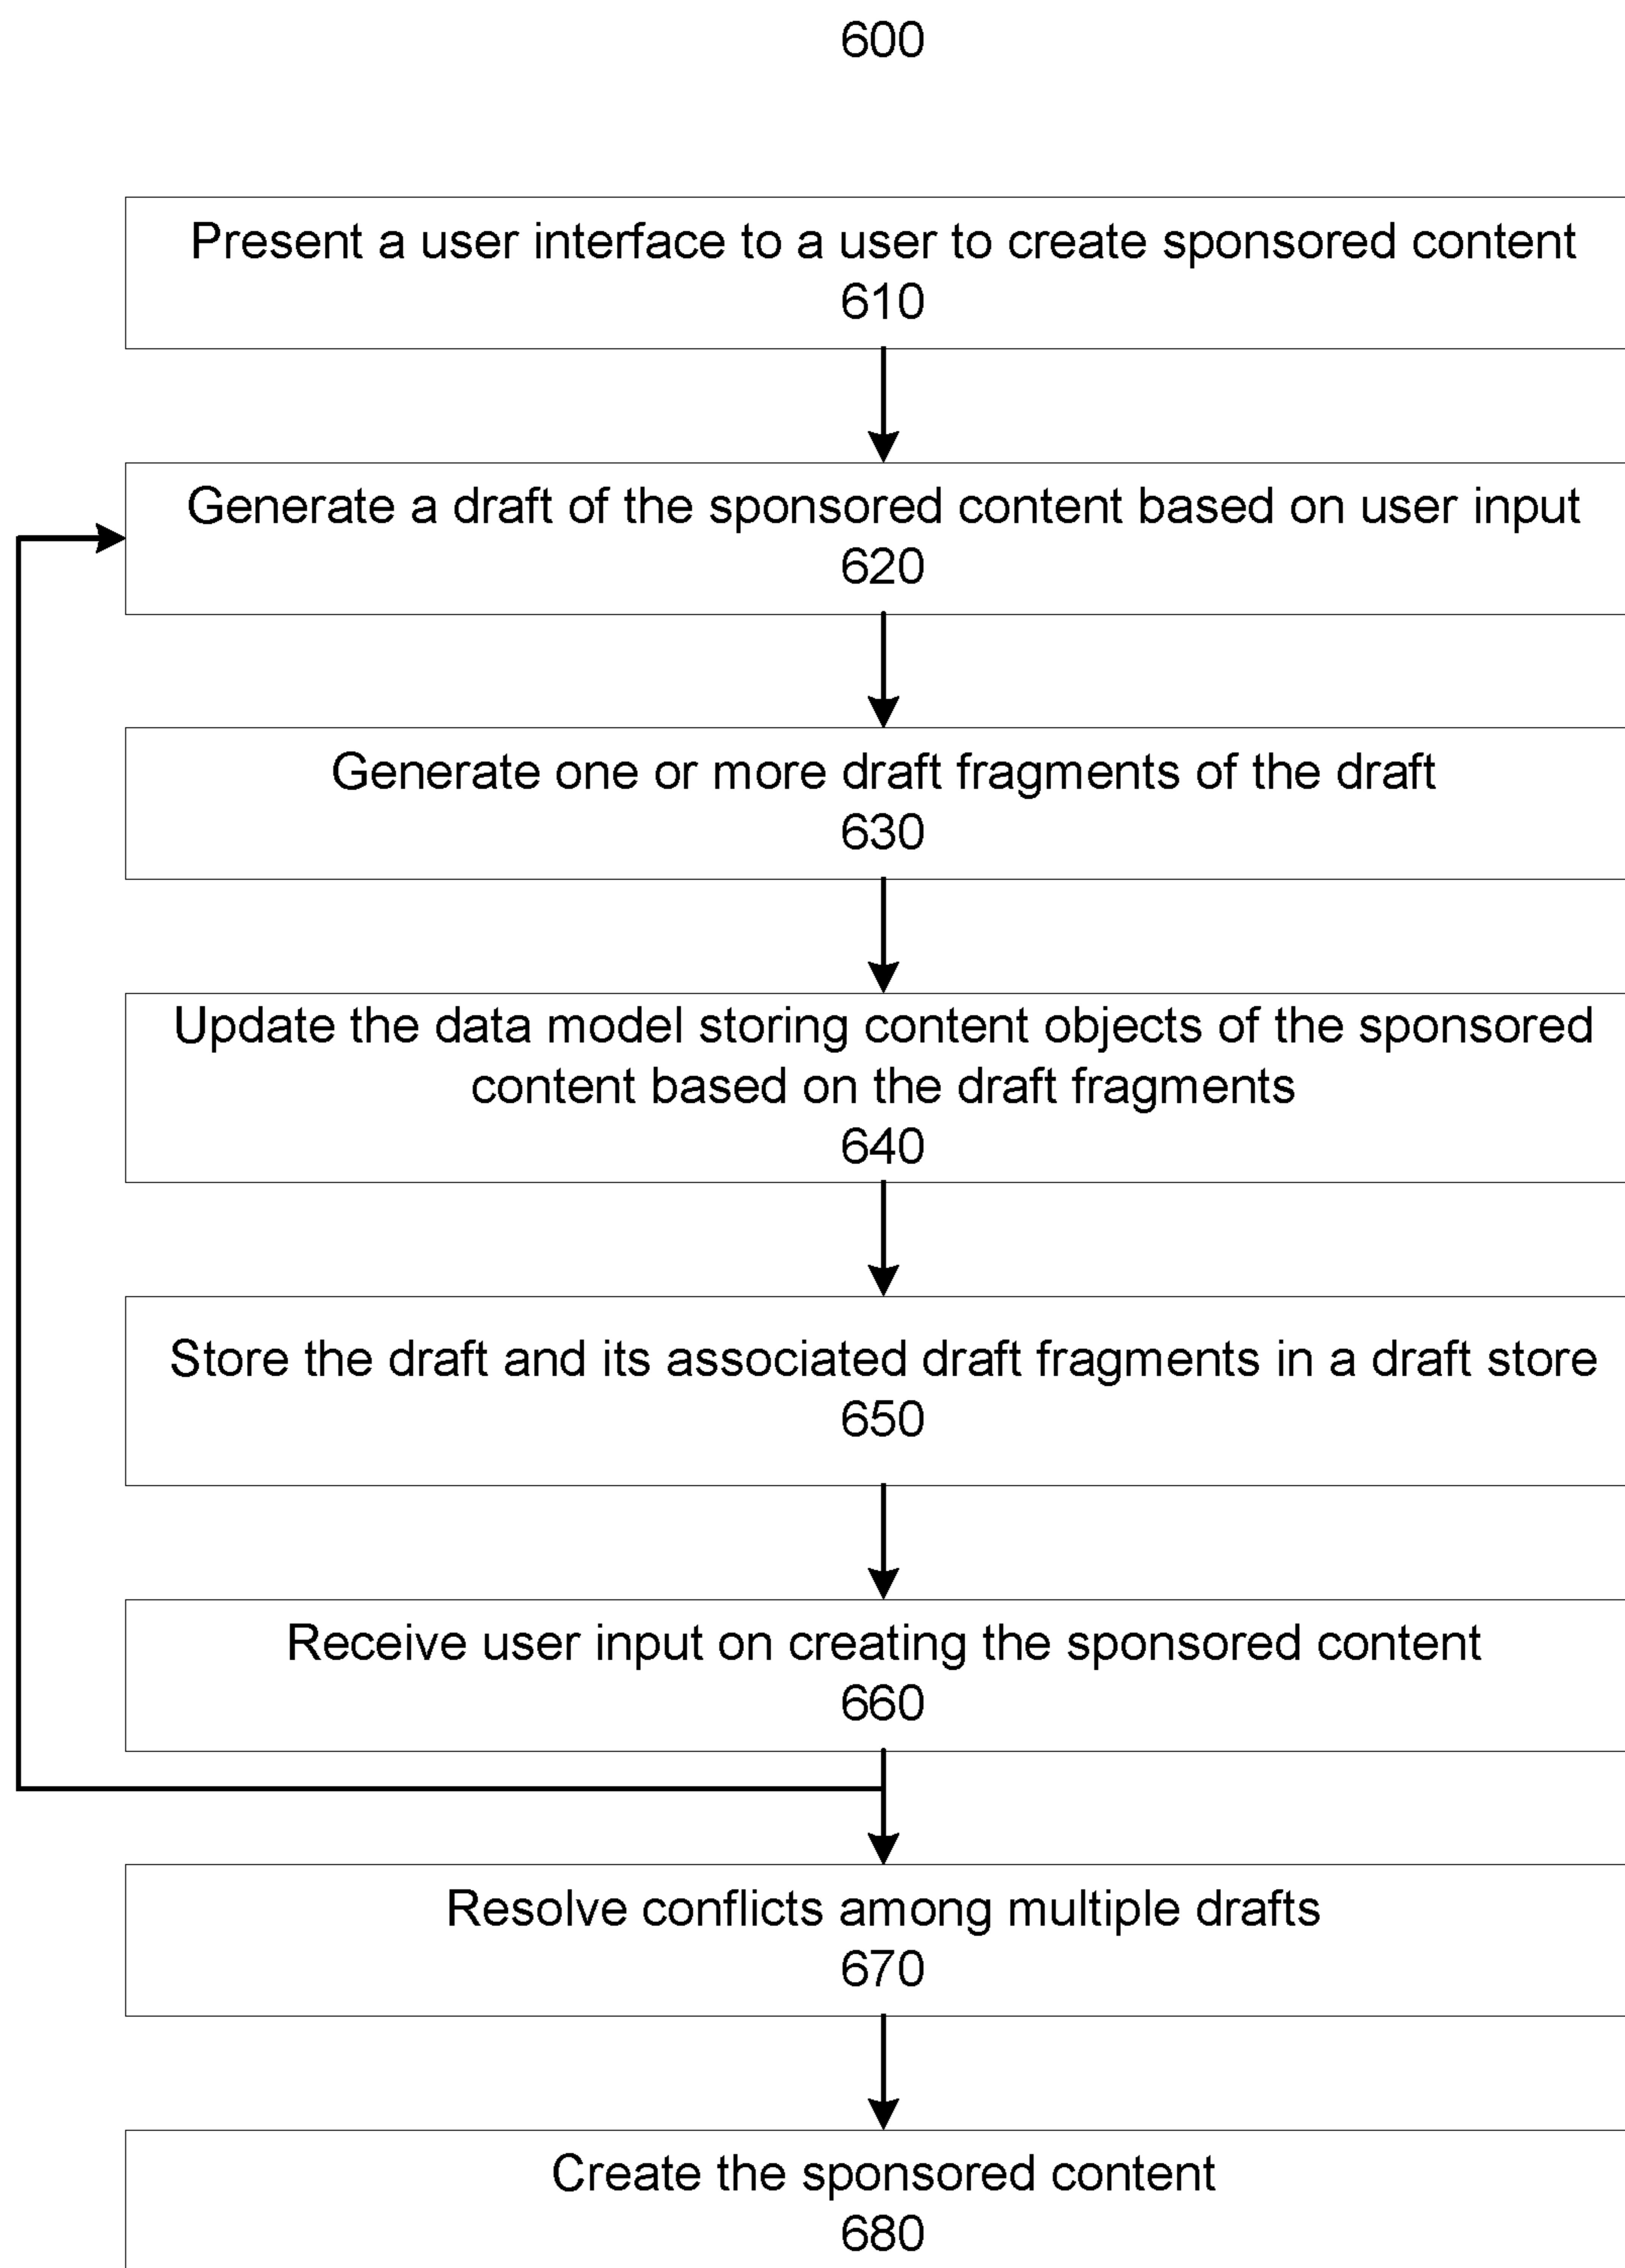 600
Present a user interface to a user to create sponsored content
610
Generate a draft of the sponsored content based on user input
620
Generate one or more draft fragments of the draft
630
Update the data model storing content objects of the sponsored
content based on the draft fragments
640
Store the draft and its associated draft fragments in a draft store
650
Receive user input on creating the sponsored content
660
Resolve conflicts among multiple drafts
670
Create the sponsored content
680